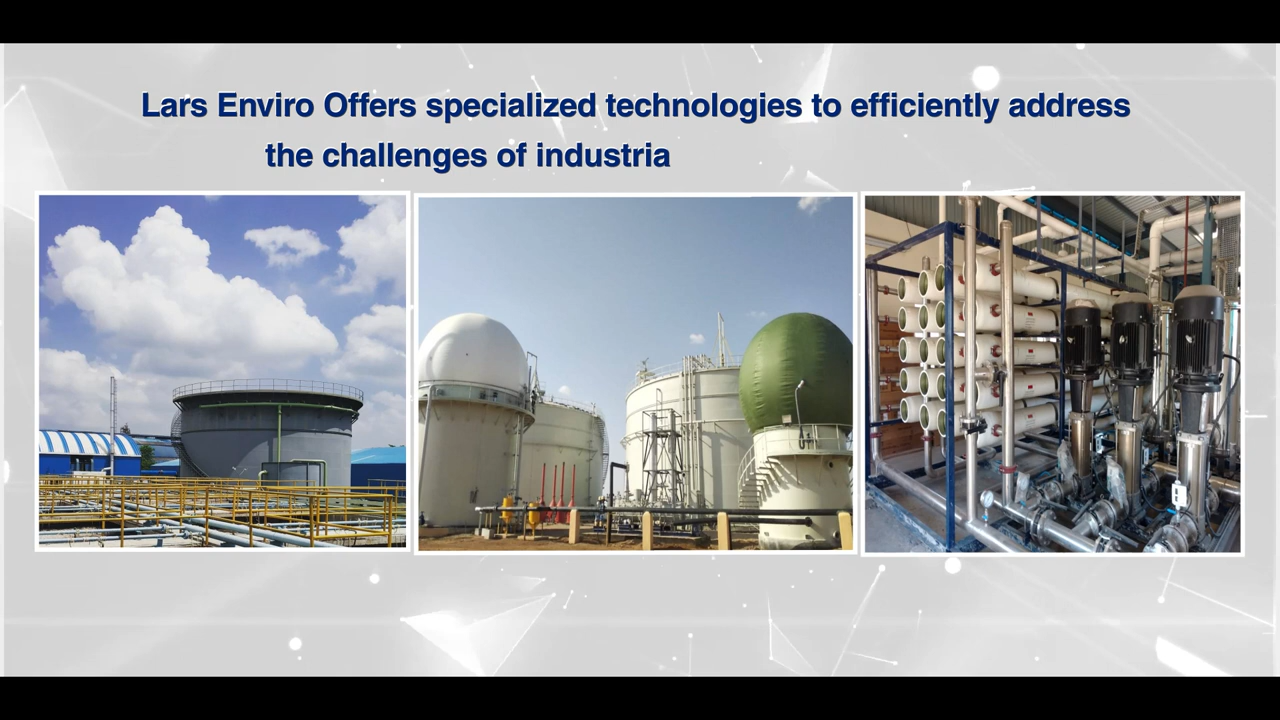 Lars Enviro Offers specialized technologies to efficiently address
the challenges of industria